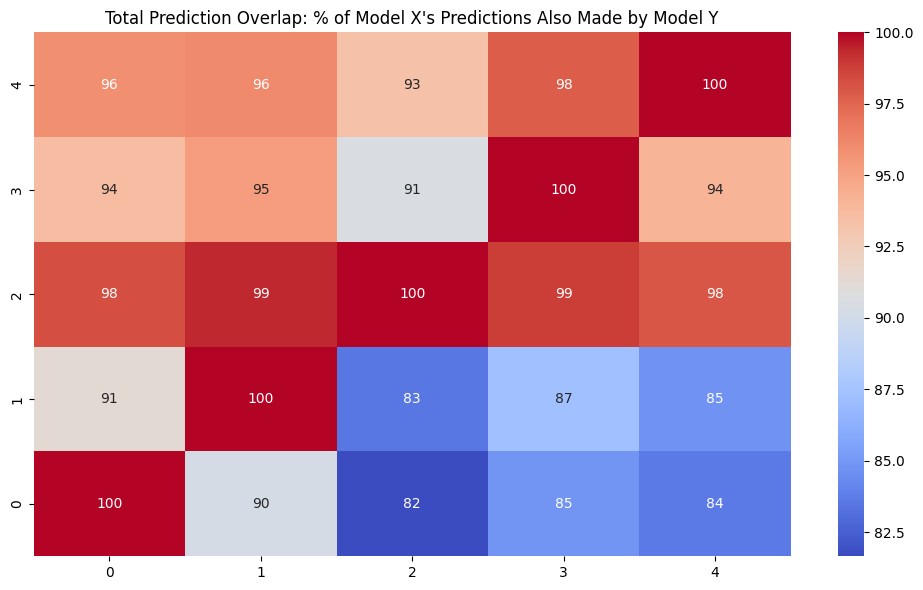 Total Prediction Overlap: % of Model X's Predictions Also Made by Model Y
4 96 96 93 98 100 100.0
97.5
3 94 95 91 100 94 95.0
92.5
2 98 99 100 99 98 90.0
1 91 100 83 87 85 87.5
85.0
0 100 90 82 85 84 82.5
0 1 2 3 4